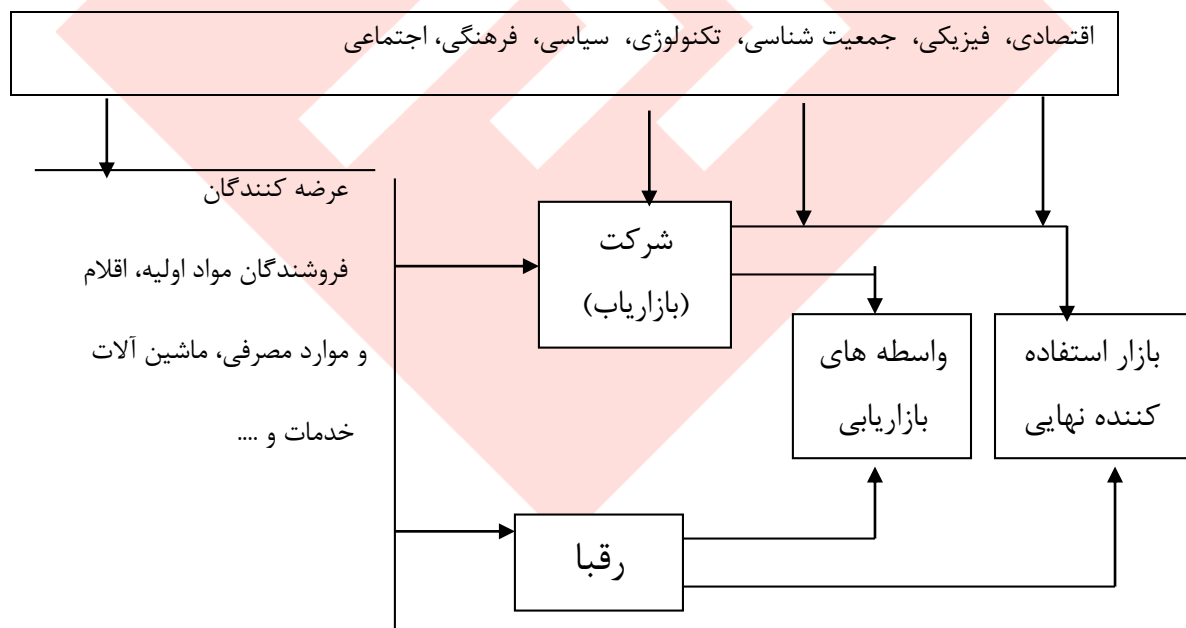 اقتصادی، فیزیکی، جمعیت شناسی، تکنولوژی، سیاسی، فرهنگی، اجتماعی
عرضه کنندگان
فروشندگان مواد اولیه، اقلام
و موارد مصرفی، ماشین آلات
خدمات و ....
شرکت
(بازاریاب)
بازار استفاده
کننده نهایی
واسطه های
بازاریابی
رقبا